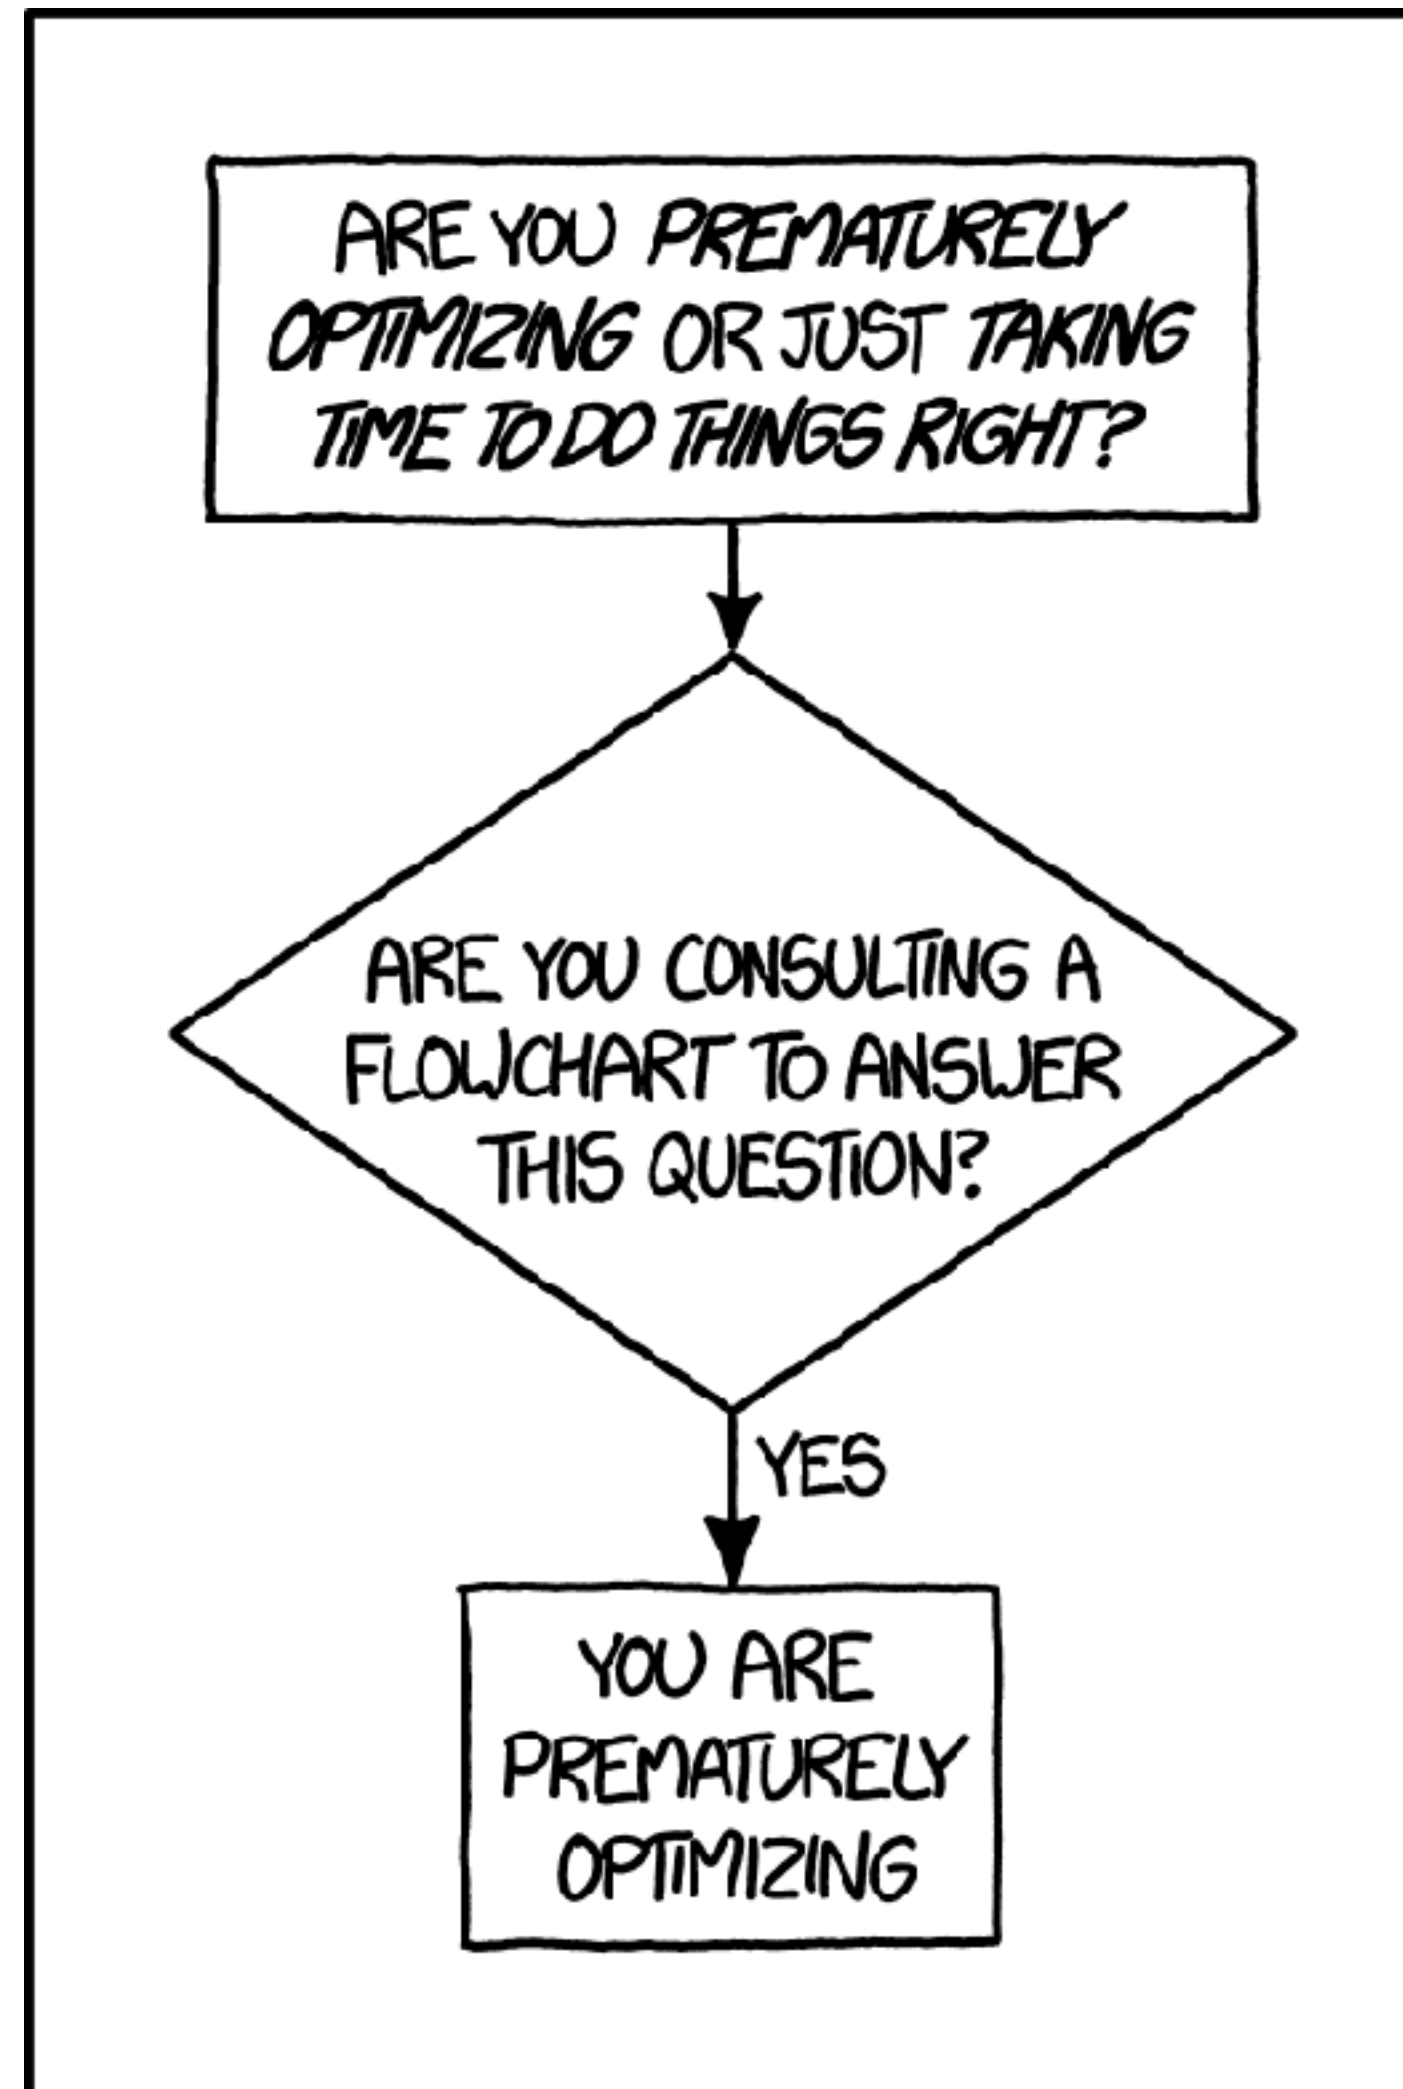 ARE YOU PREMATURELY
OPTIMIZING OR JUST TAKING
TIME TO DO THINGS RIGHT?
ARE YOU CONSULTING A
FLOWCHART TO ANSWER
THIS QUESTION?
YES
YOU ARE
PREMATURELY
OPTIMIZING